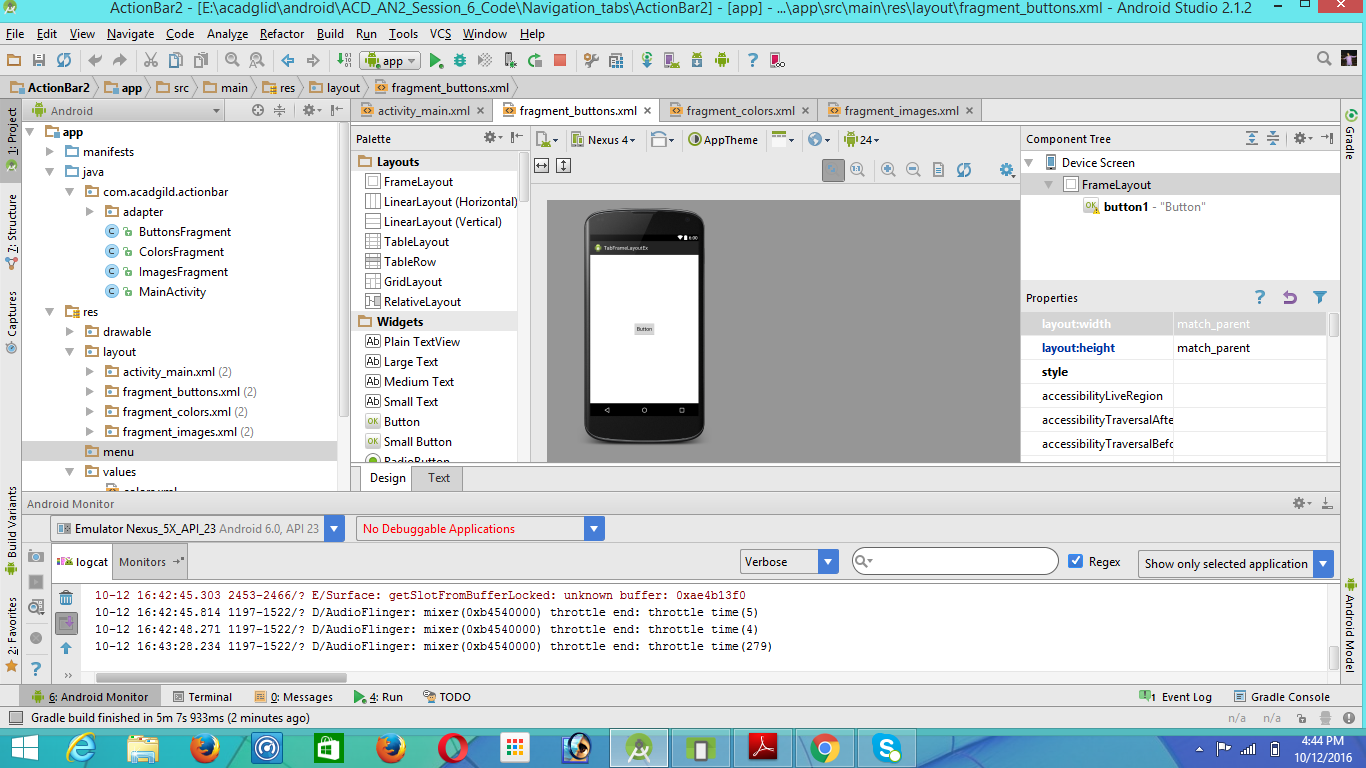 ActionBar2 - [E:\acadglid\android\ACD_AN2_Session_6_Code\Navigation_tabs\ActionBar2] - [app] - ...\app\src\main\res\layout\fragment_buttons.xml - Android Studio 2.1.2
File Edit View Navigate Code Analyze Refactor Build Run Tools VCS Window Help
app
ActionBar2 app src main res layout fragment_buttons.xml
Android
activity_main.xml fragment_buttons.xml fragment_colors.xml fragment_images.xml
1: Project
7: Structure
Captures
Build Variants
2: Favorites
app
manifests
java
com.acadgild.actionbar
adapter
ButtonsFragment
ColorsFragment
ImagesFragment
MainActivity
res
drawable
layout
activity_main.xml (2)
fragment_buttons.xml (2)
fragment_colors.xml (2)
fragment_images.xml (2)
menu
values
colors.xml
Palette
Layouts
FrameLayout
LinearLayout (Horizontal)
LinearLayout (Vertical)
TableLayout
TableRow
GridLayout
RelativeLayout
Widgets
Plain TextView
Large Text
Medium Text
Small Text
Button
Small Button
RadioButton
Nexus 4 AppTheme 24
6:00
TabFrameLayoutEx
Button
Design Text
Component Tree
Device Screen
FrameLayout
button1 - "Button"
Properties
layout:width match_parent
layout:height match_parent
style
accessibilityLiveRegion
accessibilityTraversalAfte
accessibilityTraversalBefo
Gradle
Android Model
Android Monitor
Emulator Nexus_5X_API_23 Android 6.0, API 23 No Debuggable Applications
logcat Monitors Verbose Regex Show only selected application
10-12 16:42:45.303 2453-2466/? E/Surface: getSlotFromBufferLocked: unknown buffer: 0xae4b13f0
10-12 16:42:45.814 1197-1522/? D/AudioFlinger: mixer(0xb4540000) throttle end: throttle time(5)
10-12 16:42:48.271 1197-1522/? D/AudioFlinger: mixer(0xb4540000) throttle end: throttle time(4)
10-12 16:43:28.234 1197-1522/? D/AudioFlinger: mixer(0xb4540000) throttle end: throttle time(279)
6: Android Monitor Terminal 0: Messages 4: Run TODO 1 Event Log Gradle Console
Gradle build finished in 5m 7s 933ms (2 minutes ago) n/a n/a
4:44 PM
10/12/2016